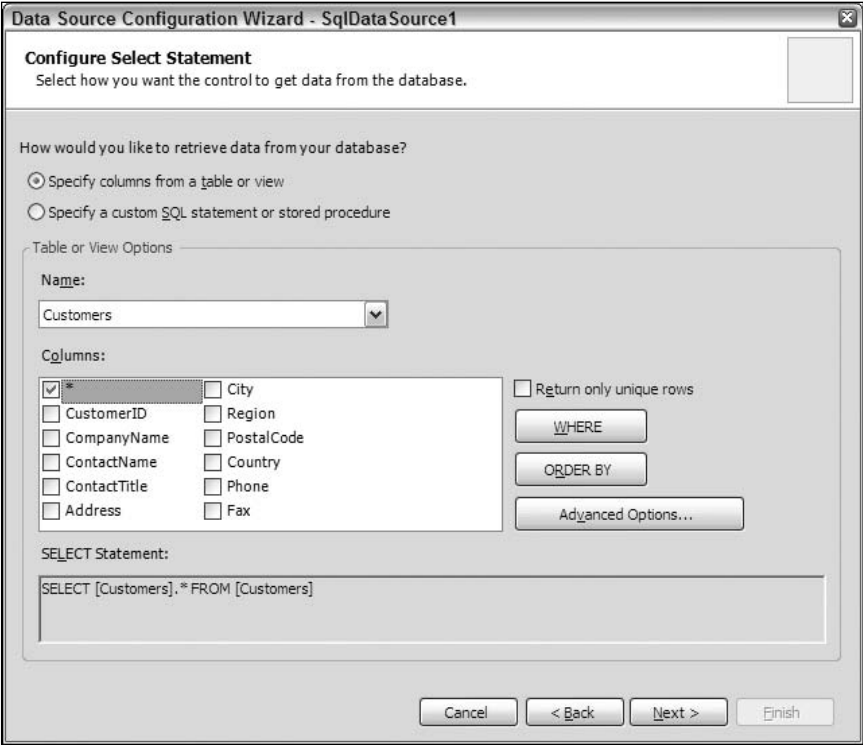 Data Source Configuration Wizard - SqlDataSource1
Configure Select Statement
Select how you want the control to get data from the database.
How would you like to retrieve data from your database?
Specify columns from a table or view
Specify a custom SQL statement or stored procedure
Table or View Options
Name:
Customers
Columns:
* City
CustomerID Region
CompanyName PostalCode
ContactName Country
ContactTitle Phone
Address Fax
Return only unique rows
WHERE
ORDER BY
Advanced Options...
SELECT Statement:
SELECT [Customers].* FROM [Customers]
Cancel < Back Next > Finish